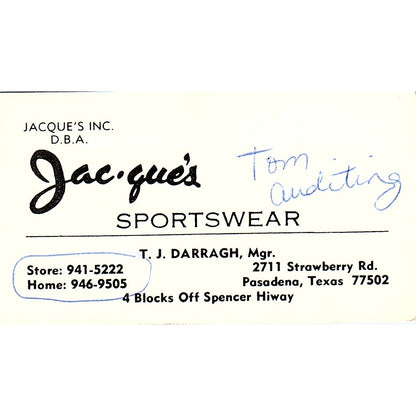 JACQUE'S INC.
D.B.A.
Jac·que's
Tom
auditing
SPORTSWEAR
T. J. DARRAGH, Mgr.
Store: 941-5222
2711 Strawberry Rd.
Home: 946-9505
Pasadena, Texas 77502
4 Blocks Off Spencer Hiway